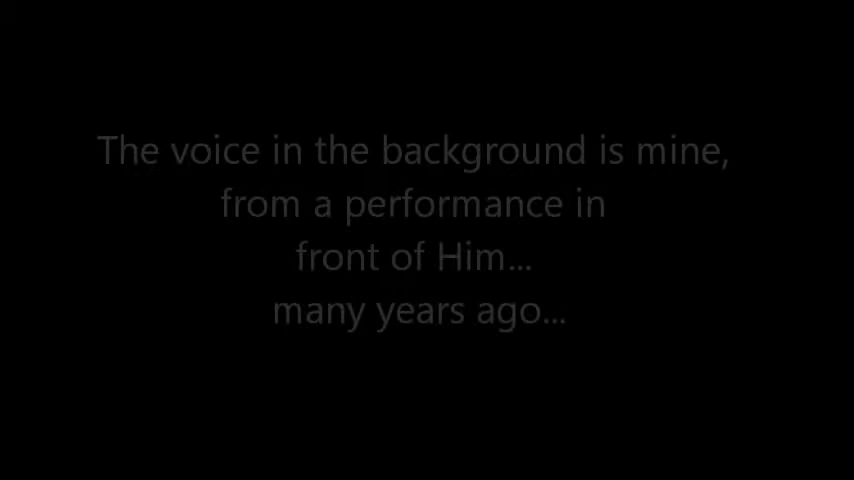 The voice in the background is mine,
from a performance in
front of Him...
many years ago...